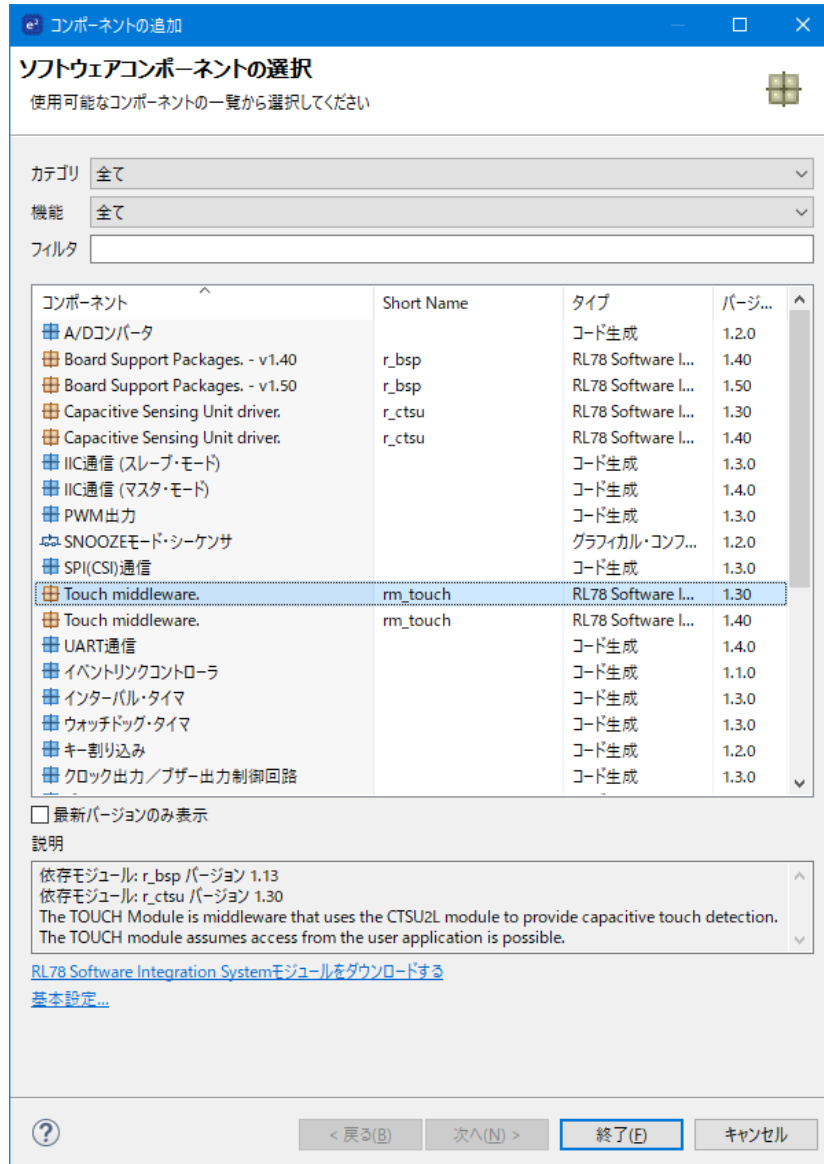 e² コンポーネントの追加
ソフトウェアコンポーネントの選択
使用可能なコンポーネントの一覧から選択してください
カテゴリ 全て
機能 全て
フィルタ
コンポーネント Short Name タイプ バージ...
A/Dコンバータ コード生成 1.2.0
Board Support Packages. - v1.40 r_bsp RL78 Software I... 1.40
Board Support Packages. - v1.50 r_bsp RL78 Software I... 1.50
Capacitive Sensing Unit driver. r_ctsu RL78 Software I... 1.30
Capacitive Sensing Unit driver. r_ctsu RL78 Software I... 1.40
IIC通信 (スレーブ・モード) コード生成 1.3.0
IIC通信 (マスタ・モード) コード生成 1.4.0
PWM出力 コード生成 1.3.0
SNOOZEモード・シーケンサ グラフィカル・コンフ... 1.2.0
SPI(CSI)通信 コード生成 1.3.0
Touch middleware. rm_touch RL78 Software I... 1.30
Touch middleware. rm_touch RL78 Software I... 1.40
UART通信 コード生成 1.4.0
イベントリンクコントローラ コード生成 1.1.0
インターバル・タイマ コード生成 1.3.0
ウォッチドッグ・タイマ コード生成 1.3.0
キー割り込み コード生成 1.2.0
クロック出力／ブザー出力制御回路 コード生成 1.3.0
最新バージョンのみ表示
説明
依存モジュール: r_bsp バージョン 1.13
依存モジュール: r_ctsu バージョン 1.30
The TOUCH Module is middleware that uses the CTSU2L module to provide capacitive touch detection.
The TOUCH module assumes access from the user application is possible.
RL78 Software Integration Systemモジュールをダウンロードする
基本設定...
? < 戻る(B) 次へ(N) > 終了(F) キャンセル